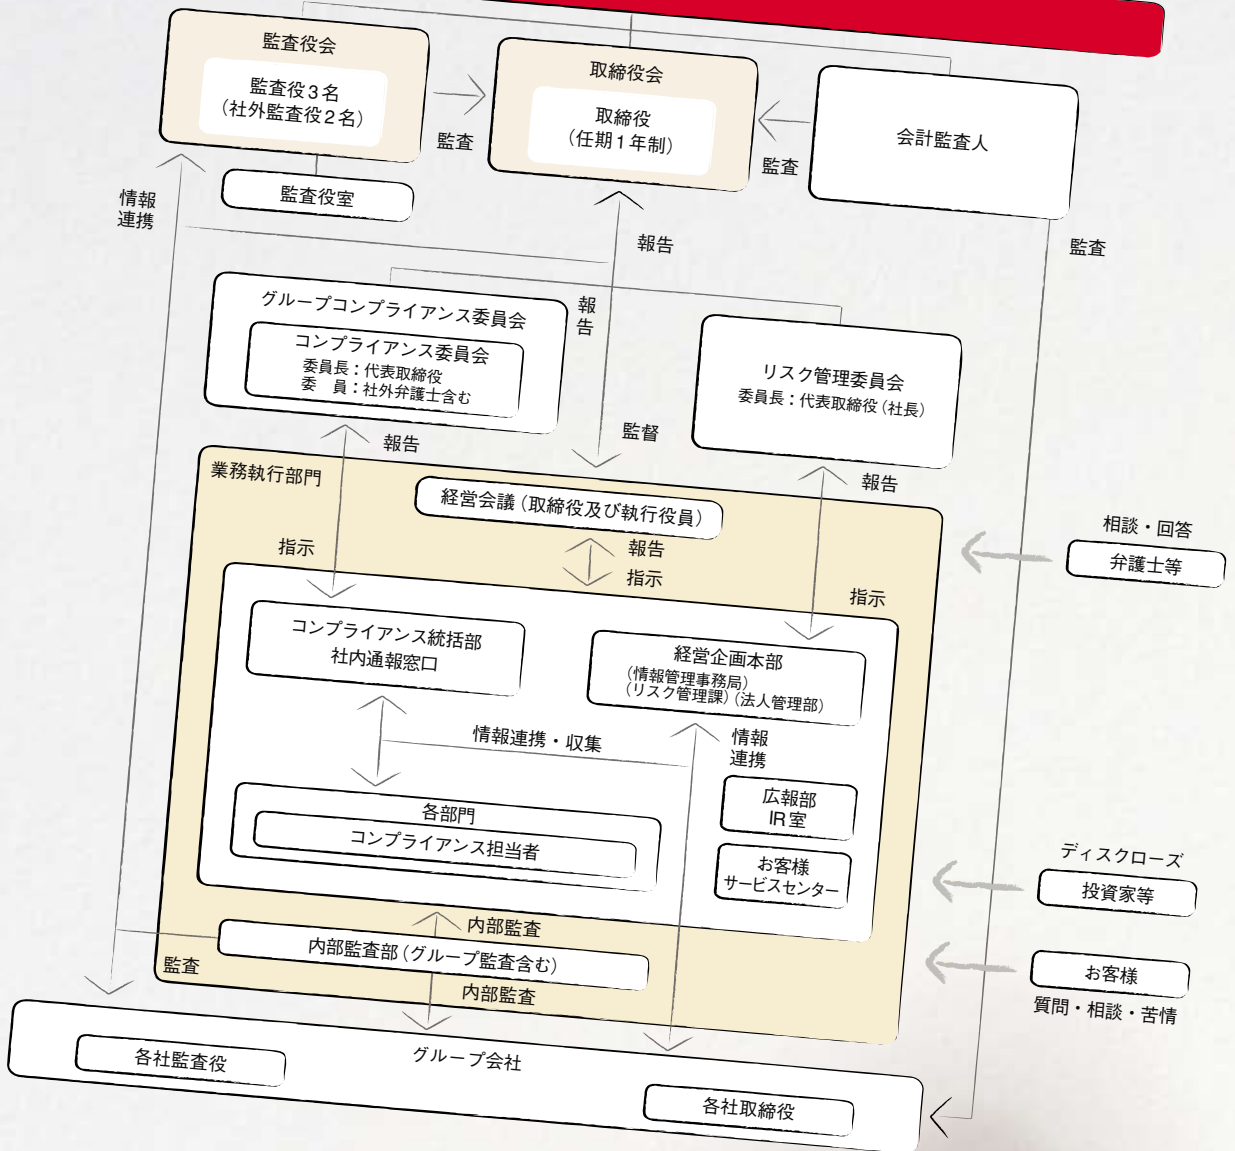 監査役会
監査役3名
（社外監査役2名）
監査
取締役会
取締役
（任期1年制）
監査
会計監査人
監査役室
情報
連携
報告
監査
グループコンプライアンス委員会
コンプライアンス委員会
委員長：代表取締役
委　員：社外弁護士含む
報
告
リスク管理委員会
委員長：代表取締役（社長）
報告
監督
報告
業務執行部門
経営会議（取締役及び執行役員）
相談・回答
弁護士等
指示
報告
指示
指示
コンプライアンス統括部
社内通報窓口
経営企画本部
（情報管理事務局）
（リスク管理課）（法人管理部）
情報連携・収集
情報
連携
広報部
IR室
各部門
コンプライアンス担当者
お客様
サービスセンター
ディスクローズ
投資家等
内部監査
内部監査部（グループ監査含む）
監査
内部監査
お客様
質問・相談・苦情
グループ会社
各社監査役
各社取締役